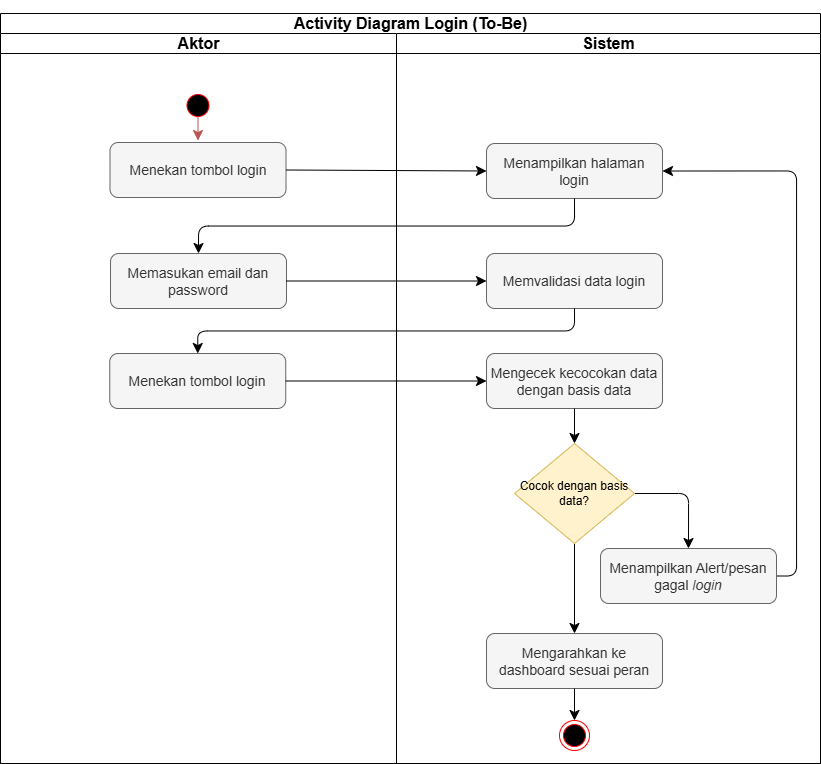 Activity Diagram Login (To-Be)
Aktor
Sistem
Menekan tombol login
Menampilkan halaman
login
Memasukan email dan
password
Memvalidasi data login
Menekan tombol login
Mengecek kecocokan data
dengan basis data
Cocok dengan basis
data?
Menampilkan Alert/pesan
gagal login
Mengarahkan ke
dashboard sesuai peran